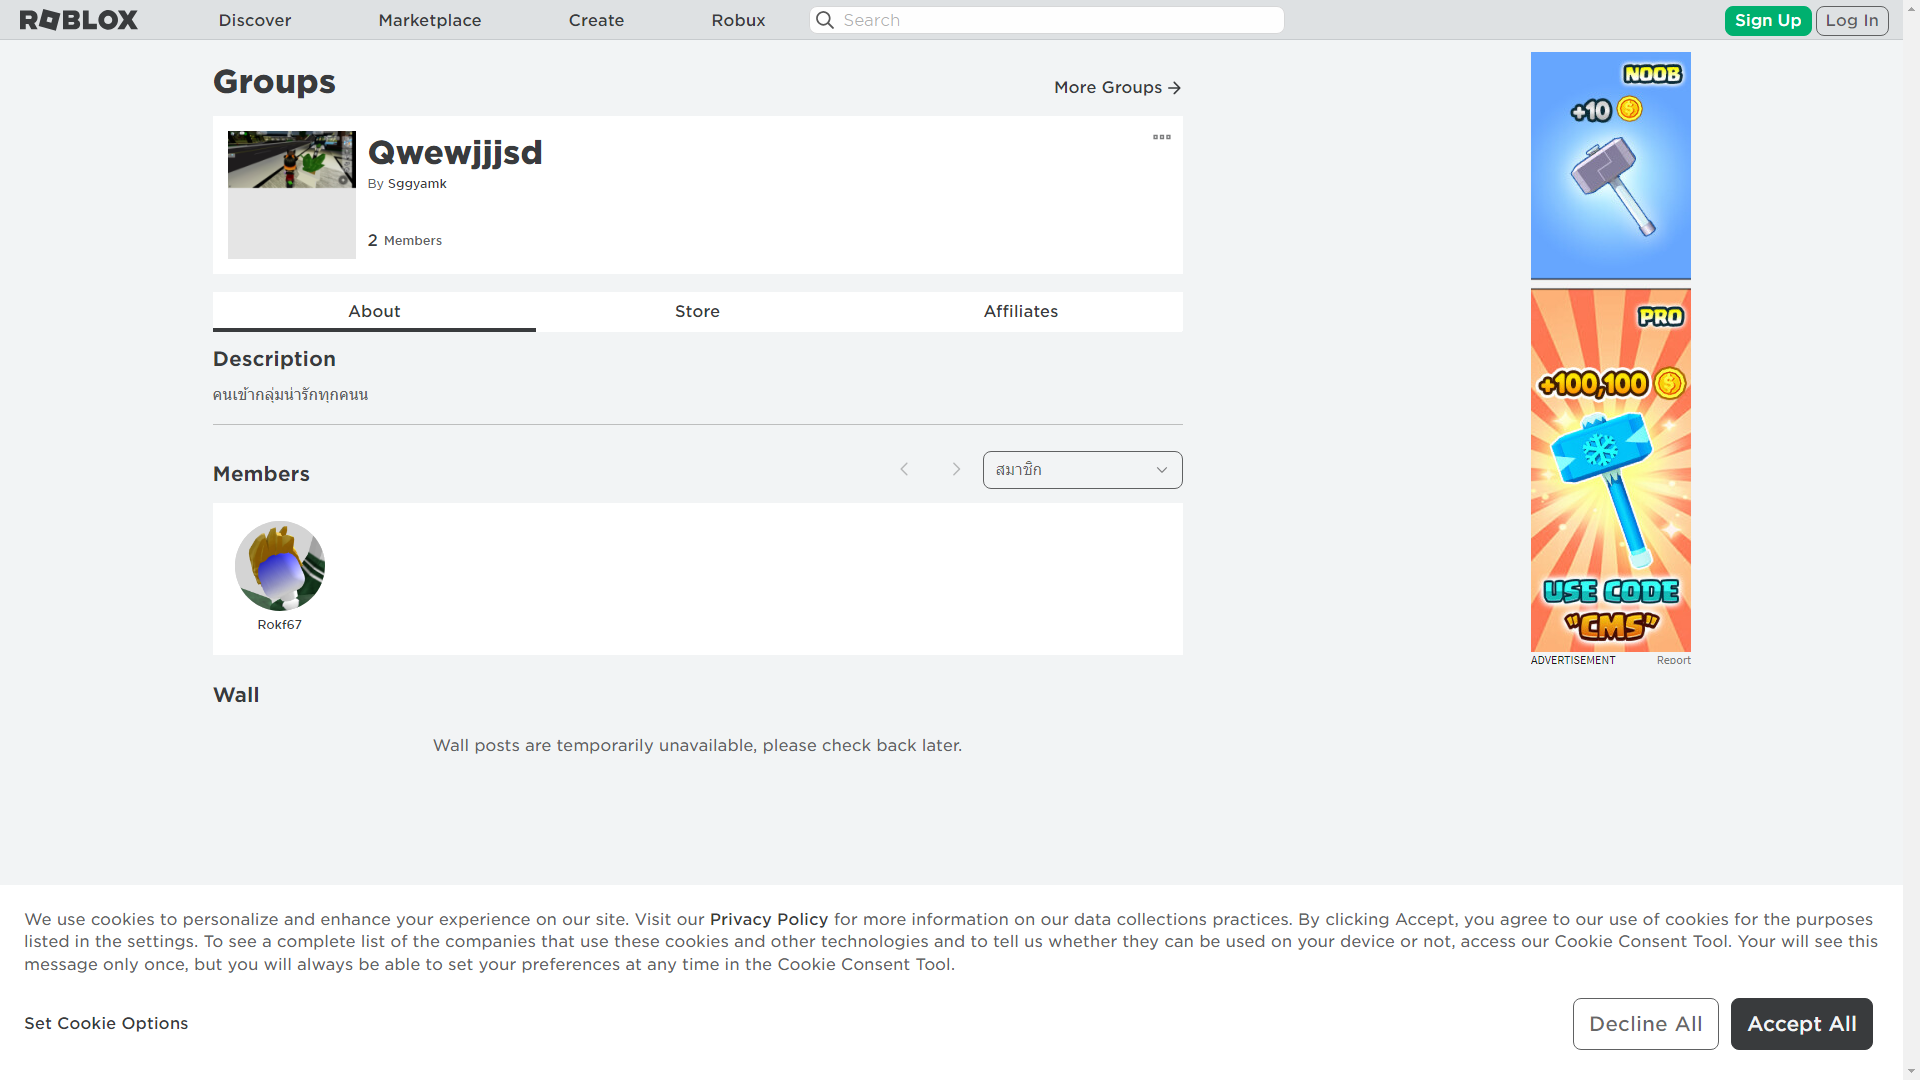 ROBLOX
Discover
Marketplace
Create
Robux
Search
Sign Up
Log In
Groups
More Groups
Qwewjjjsd
By Sggyamk
2 Members
About
Store
Affiliates
Description
คนเข้ากลุ่มน่ารักทุกคนน
Members
สมาชิก
Rokf67
Wall
Wall posts are temporarily unavailable, please check back later.
NOOB
+10
PRO
+100,100
USE CODE
"CMS"
ADVERTISEMENT
Report
We use cookies to personalize and enhance your experience on our site. Visit our Privacy Policy for more information on our data collections practices. By clicking Accept, you agree to our use of cookies for the purposes
listed in the settings. To see a complete list of the companies that use these cookies and other technologies and to tell us whether they can be used on your device or not, access our Cookie Consent Tool. Your will see this
message only once, but you will always be able to set your preferences at any time in the Cookie Consent Tool.
Set Cookie Options
Decline All
Accept All